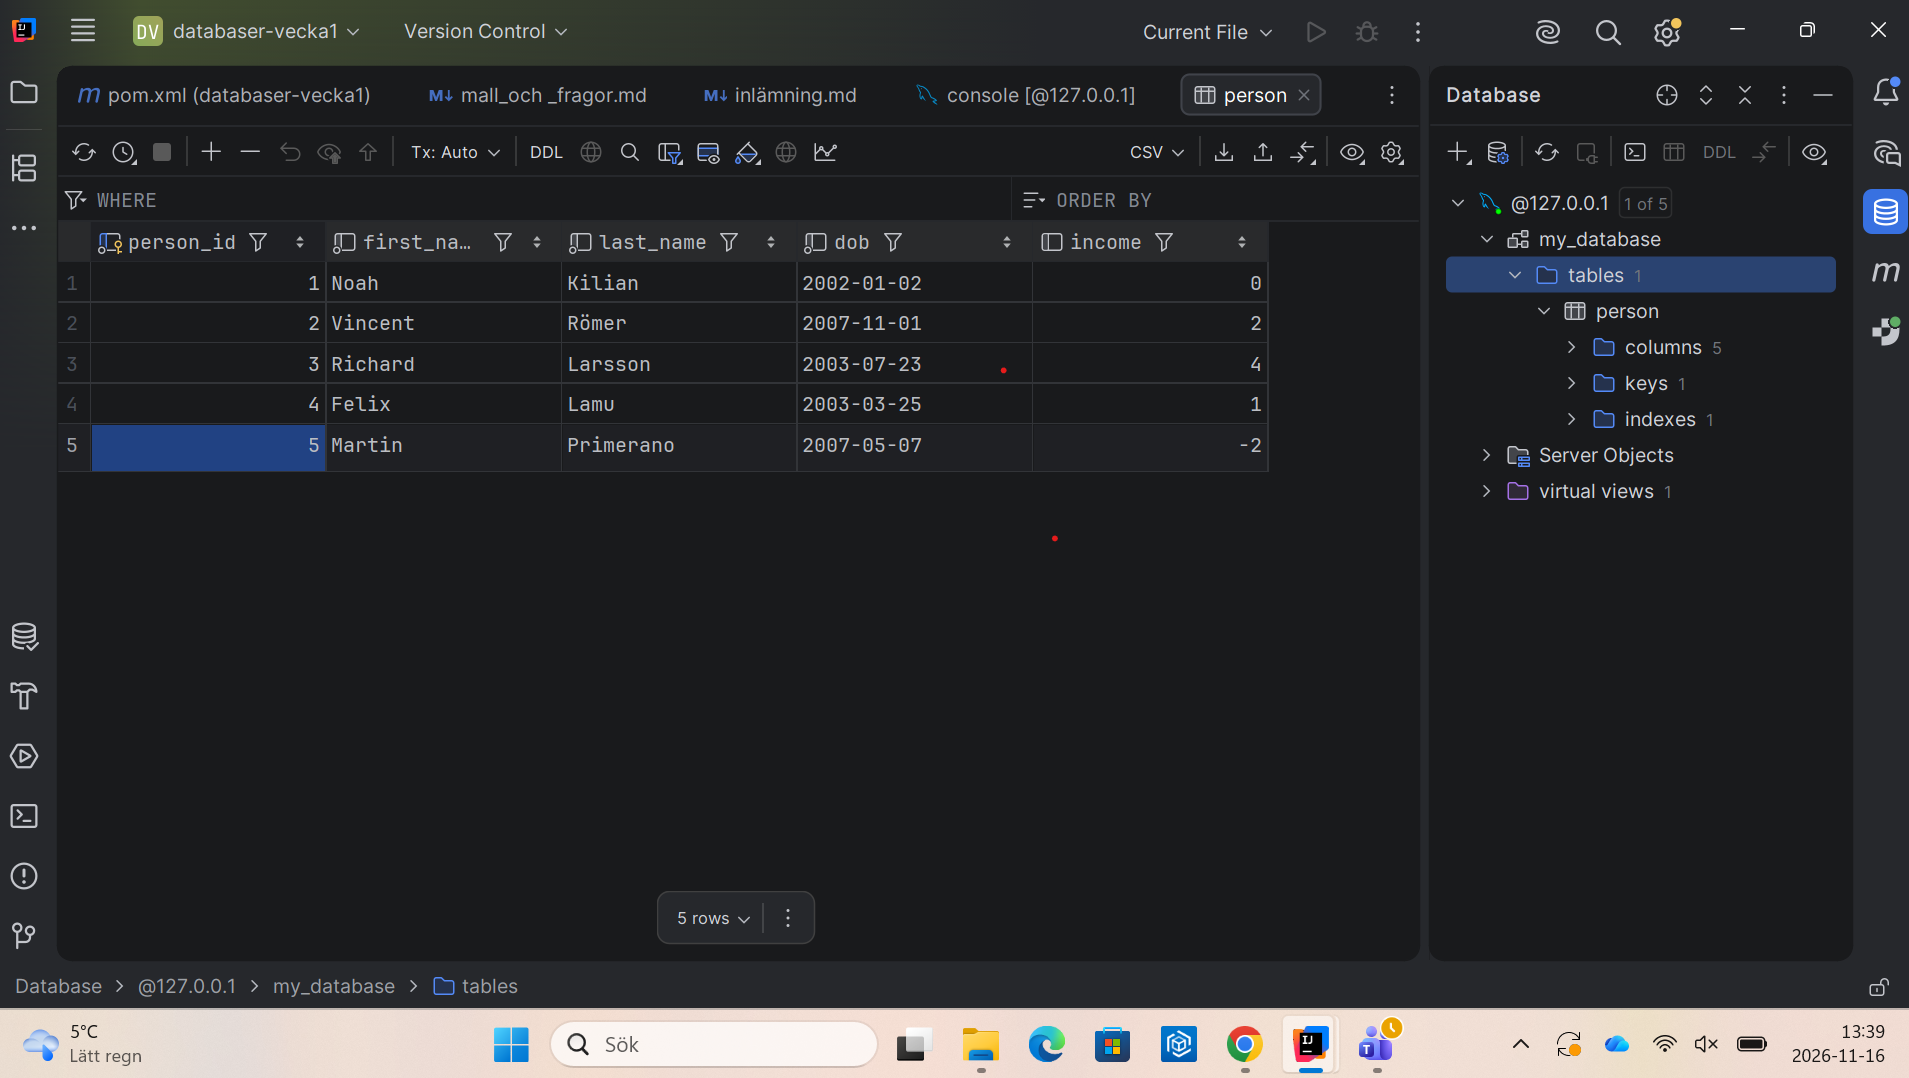 DV databaser-vecka1 Version Control Current File
m pom.xml (databaser-vecka1) M↓ mall_och _fragor.md M↓ inlämning.md console [@127.0.0.1] person
Tx: Auto DDL CSV
WHERE ORDER BY
person_id first_na... last_name dob income
1 1 Noah Kilian 2002-01-02 0
2 2 Vincent Römer 2007-11-01 2
3 3 Richard Larsson 2003-07-23 4
4 4 Felix Lamu 2003-03-25 1
5 5 Martin Primerano 2007-05-07 -2
5 rows
Database
DDL
@127.0.0.1 1 of 5
my_database
tables 1
person
columns 5
keys 1
indexes 1
Server Objects
virtual views 1
m
Database > @127.0.0.1 > my_database > tables
5°C
Lätt regn
Sök
13:39
2026-11-16